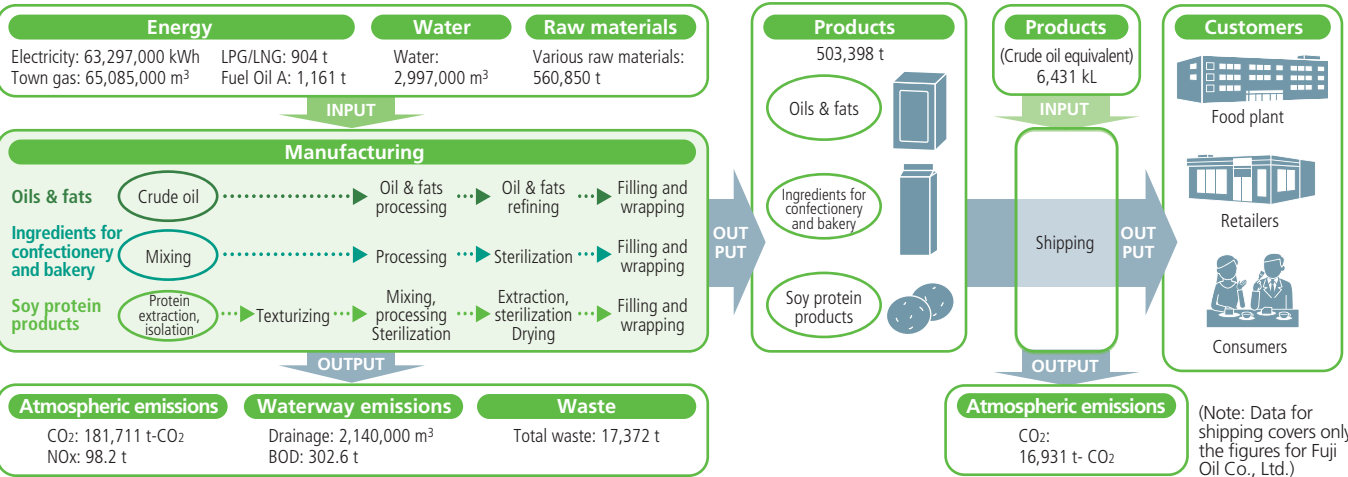 Energy
Electricity: 63,297,000 kWh
Town gas: 65,085,000 m³
LPG/LNG: 904 t
Fuel Oil A: 1,161 t
Water
Water:
2,997,000 m³
Raw materials
Various raw materials:
560,850 t
INPUT
Manufacturing
Oils & fats
Crude oil
Oil & fats
processing
Oil & fats
refining
Filling and
wrapping
Ingredients for
confectionery
and bakery
Mixing
Processing
Sterilization
Filling and
wrapping
Soy protein
products
Protein
extraction,
isolation
Texturizing
Mixing,
processing
Sterilization
Extraction,
sterilization
Drying
Filling and
wrapping
OUTPUT
Atmospheric emissions
CO₂: 181,711 t-CO₂
NOx: 98.2 t
Waterway emissions
Drainage: 2,140,000 m³
BOD: 302.6 t
Waste
Total waste: 17,372 t
OUT
PUT
Products
503,398 t
Oils & fats
Ingredients for
confectionery
and bakery
Soy protein
products
Products
(Crude oil equivalent)
6,431 kL
INPUT
Shipping
OUT
PUT
OUTPUT
Atmospheric emissions
CO₂:
16,931 t- CO₂
Customers
Food plant
Retailers
Consumers
(Note: Data for
shipping covers only
the figures for Fuji
Oil Co., Ltd.)